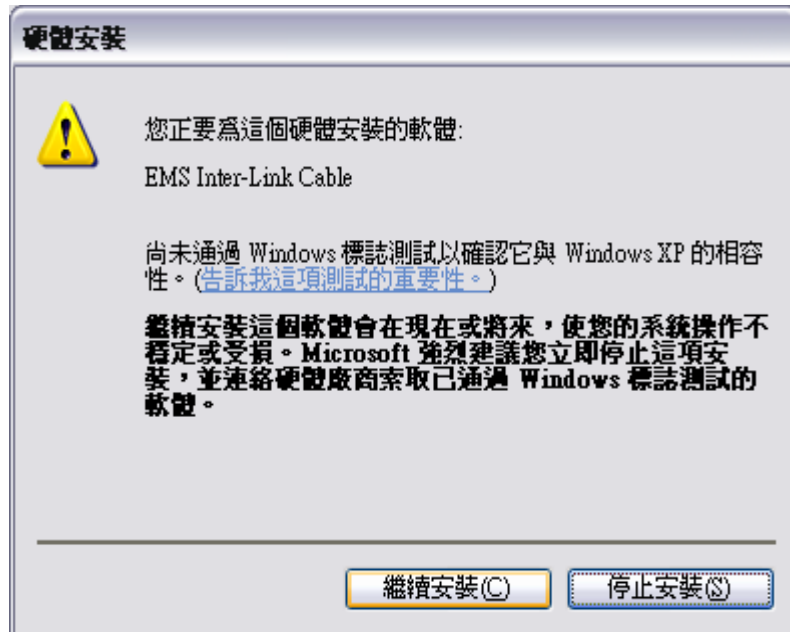 硬體安裝
您正要爲這個硬體安裝的軟體:
EMS Inter-Link Cable
尚未通過 Windows 標誌測試以確認它與 Windows XP 的相容
性。(告訴我這項測試的重要性。)
繼續安裝這個軟體會在現在或將來，使您的系統操作不
穩定或受損。Microsoft 強烈建議您立即停止這項安
裝，並連絡硬體廠商索取已通過 Windows 標誌測試的
軟體。
繼續安裝(C)
停止安裝(S)